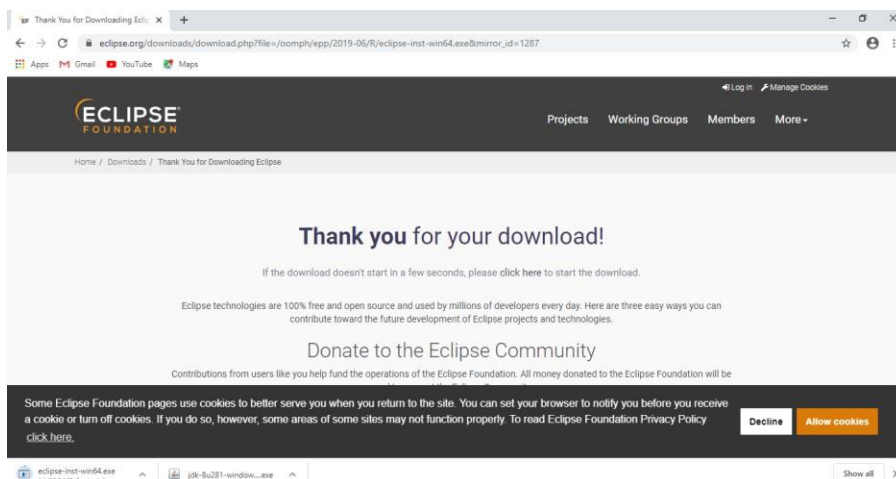 Thank You for Downloading Eclip
eclipse.org/downloads/download.php?file=/oomph/epp/2019-06/R/eclipse-inst-win64.exe&mirror_id=1287
Apps Gmail YouTube Maps
Log in Manage Cookies
ECLIPSE
FOUNDATION
Projects Working Groups Members More
Home / Downloads / Thank You for Downloading Eclipse
Thank you for your download!
If the download doesn't start in a few seconds, please click here to start the download.
Eclipse technologies are 100% free and open source and used by millions of developers every day. Here are three easy ways you can
contribute toward the future development of Eclipse projects and technologies.
Donate to the Eclipse Community
Contributions from users like you help fund the operations of the Eclipse Foundation. All money donated to the Eclipse Foundation will be
Some Eclipse Foundation pages use cookies to better serve you when you return to the site. You can set your browser to notify you before you receive
a cookie or turn off cookies. If you do so, however, some areas of some sites may not function properly. To read Eclipse Foundation Privacy Policy
click here.
Decline Allow cookies
eclipse-inst-win64.exe jdk-8u281-window....exe Show all